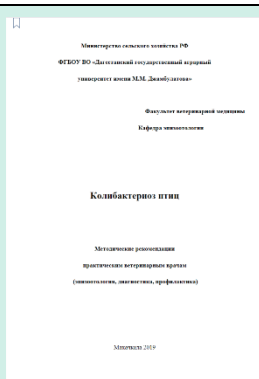 Министерство сельского хозяйства РФ
ФГБОУ ВО «Дагестанский государственный аграрный
университет имени М.М. Джамбулатова»
Факультет ветеринарной медицины
Кафедра эпизоотологии
Колибактериоз птиц
Методические рекомендации
практическим ветеринарным врачам
(эпизоотология, диагностика, профилактика)
Махачкала 2019